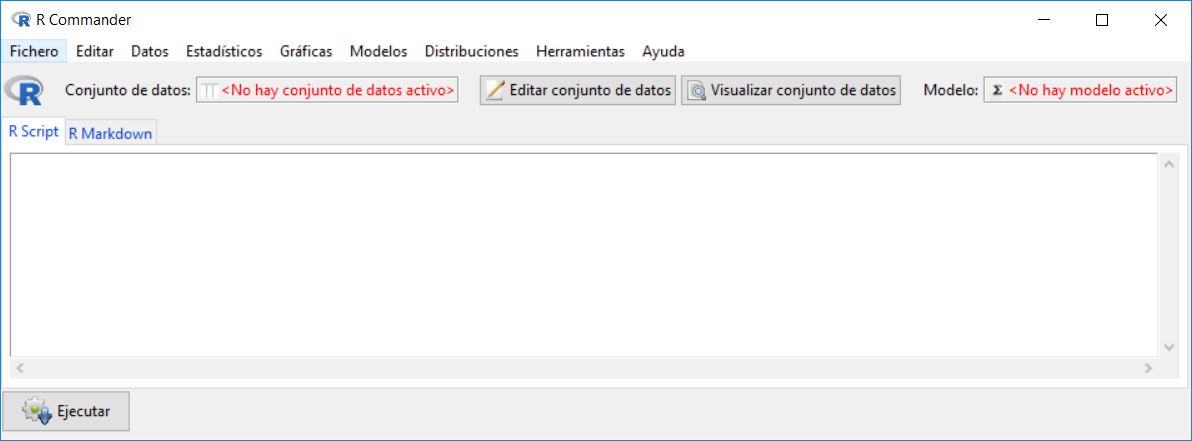 R Commander
Fichero Editar Datos Estadísticos Gráficas Modelos Distribuciones Herramientas Ayuda
R Conjunto de datos: <No hay conjunto de datos activo> Editar conjunto de datos Visualizar conjunto de datos Modelo: Σ <No hay modelo activo>
R Script R Markdown
Ejecutar